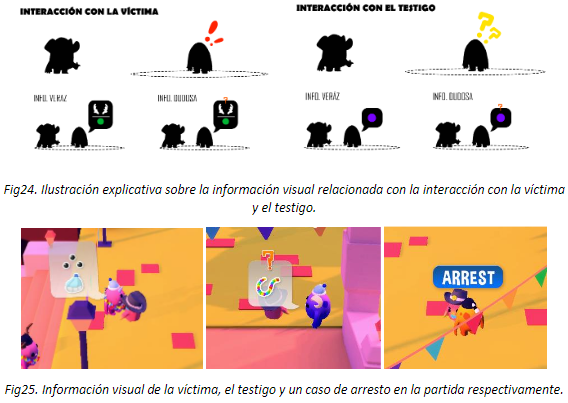 INTERACCIÓN CON LA VÍCTIMA
INTERACCIÓN CON EL TESTIGO
!
??
INFO. VERAZ
INFO. DUDOSA
INFO. VERAZ
INFO. DUDOSA
?
?
Fig24. Ilustración explicativa sobre la información visual relacionada con la interacción con la víctima
y el testigo.
?
ARREST
Fig25. Información visual de la víctima, el testigo y un caso de arresto en la partida respectivamente.